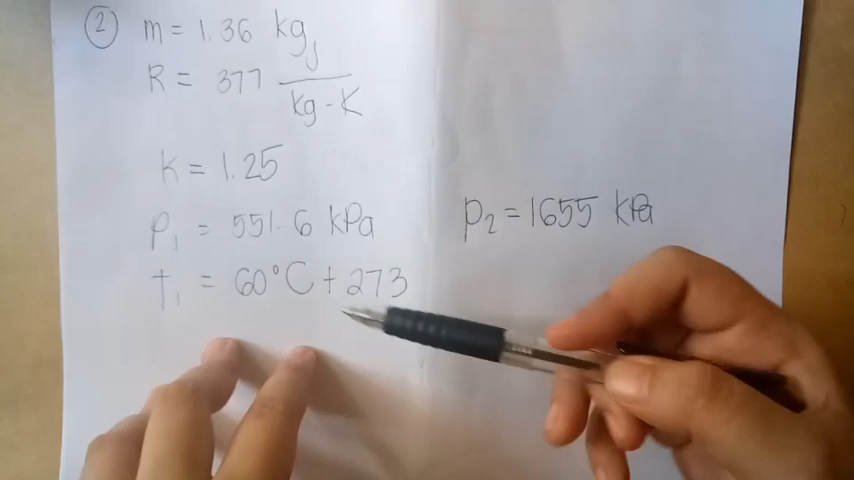 ② m = 1.36 kg
R = 377 J/kg-K
k = 1.25
P₁ = 551.6 kPa
P₂ = 1655 kPa
t₁ = 60°C + 273